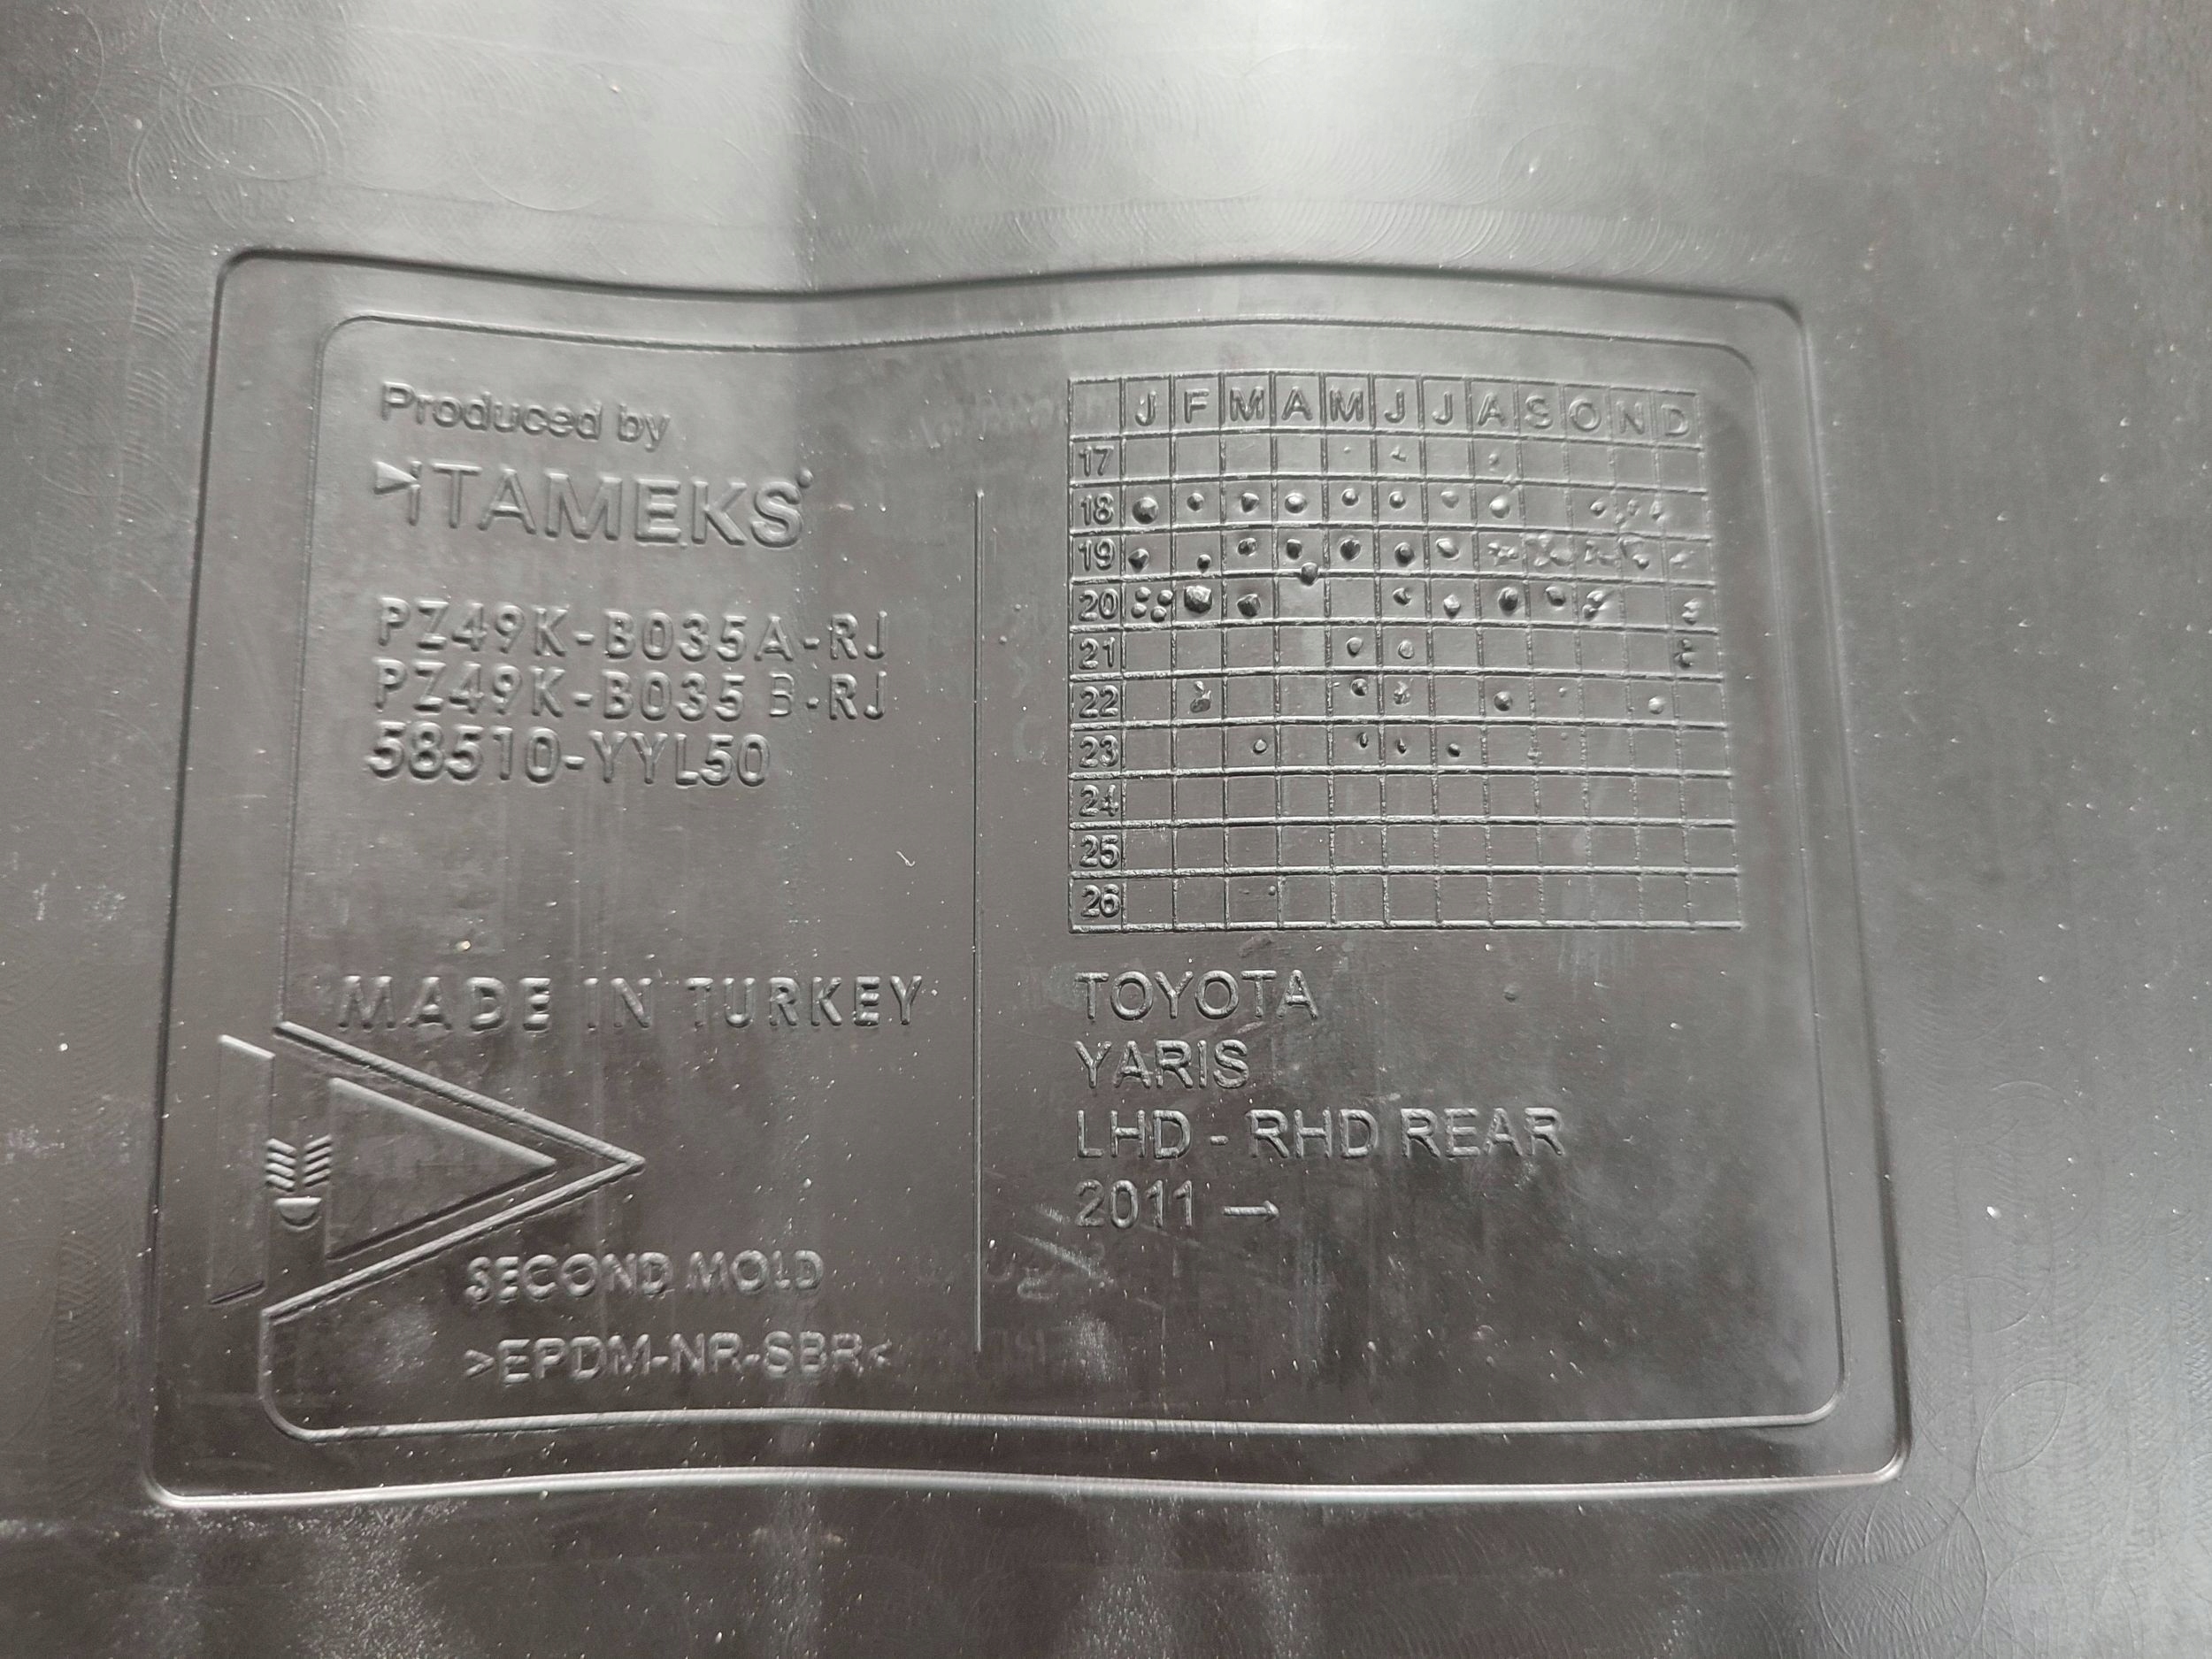 Produced by
TAMEKS
PZ49K-B035A-RJ
PZ49K-B035B-RJ
58510-YYL50
MADE IN TURKEY
SECOND MOLD
>EPDM-NR-SBR<
J F M A M J J A S O N D
17
18
19
20
21
22
23
24
25
26
TOYOTA
YARIS
LHD - RHD REAR
2011 →